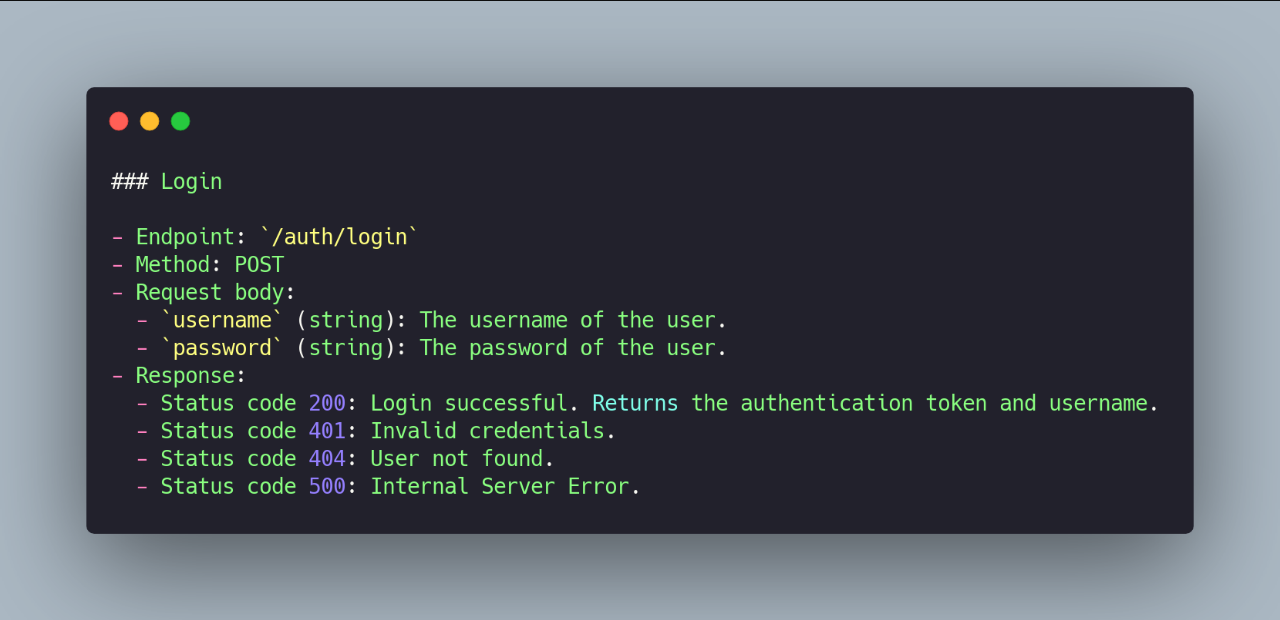 ### Login
- Endpoint: `/auth/login`
- Method: POST
- Request body:
  - `username` (string): The username of the user.
  - `password` (string): The password of the user.
- Response:
  - Status code 200: Login successful. Returns the authentication token and username.
  - Status code 401: Invalid credentials.
  - Status code 404: User not found.
  - Status code 500: Internal Server Error.